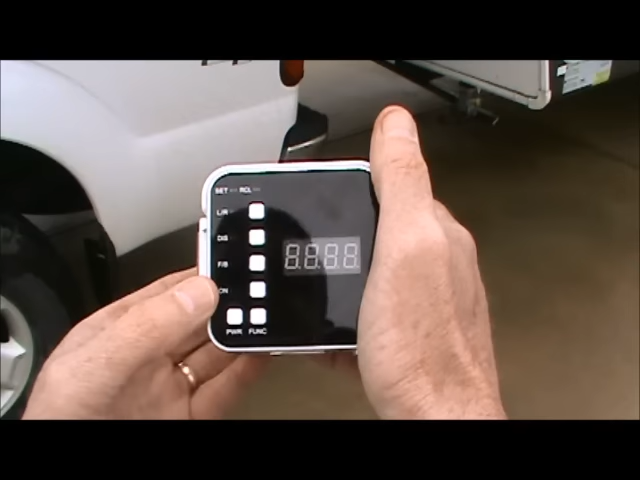 SET RCL
L/R
DIS
F/B
ON
PWR FUNC
8.8.8.8